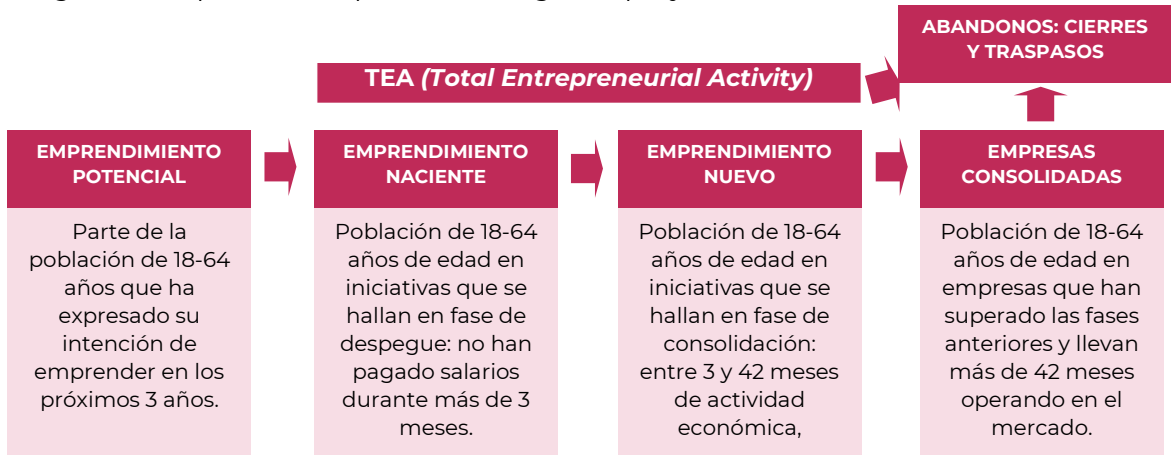 ABANDONOS: CIERRES
Y TRASPASOS
TEA (Total Entrepreneurial Activity)
EMPRENDIMIENTO
POTENCIAL
Parte de la
población de 18-64
años que ha
expresado su
intención de
emprender en los
próximos 3 años.
EMPRENDIMIENTO
NACIENTE
Población de 18-64
años de edad en
iniciativas que se
hallan en fase de
despegue: no han
pagado salarios
durante más de 3
meses.
EMPRENDIMIENTO
NUEVO
Población de 18-64
años de edad en
iniciativas que se
hallan en fase de
consolidación:
entre 3 y 42 meses
de actividad
económica,
EMPRESAS
CONSOLIDADAS
Población de 18-64
años de edad en
empresas que han
superado las fases
anteriores y llevan
más de 42 meses
operando en el
mercado.